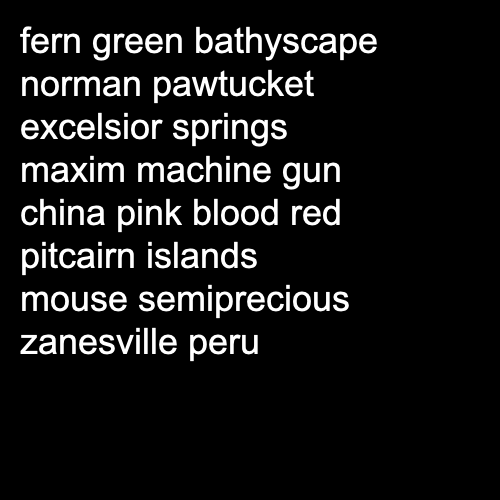 fern green bathyscape
norman pawtucket
excelsior springs
maxim machine gun
china pink blood red
pitcairn islands
mouse semiprecious
zanesville peru